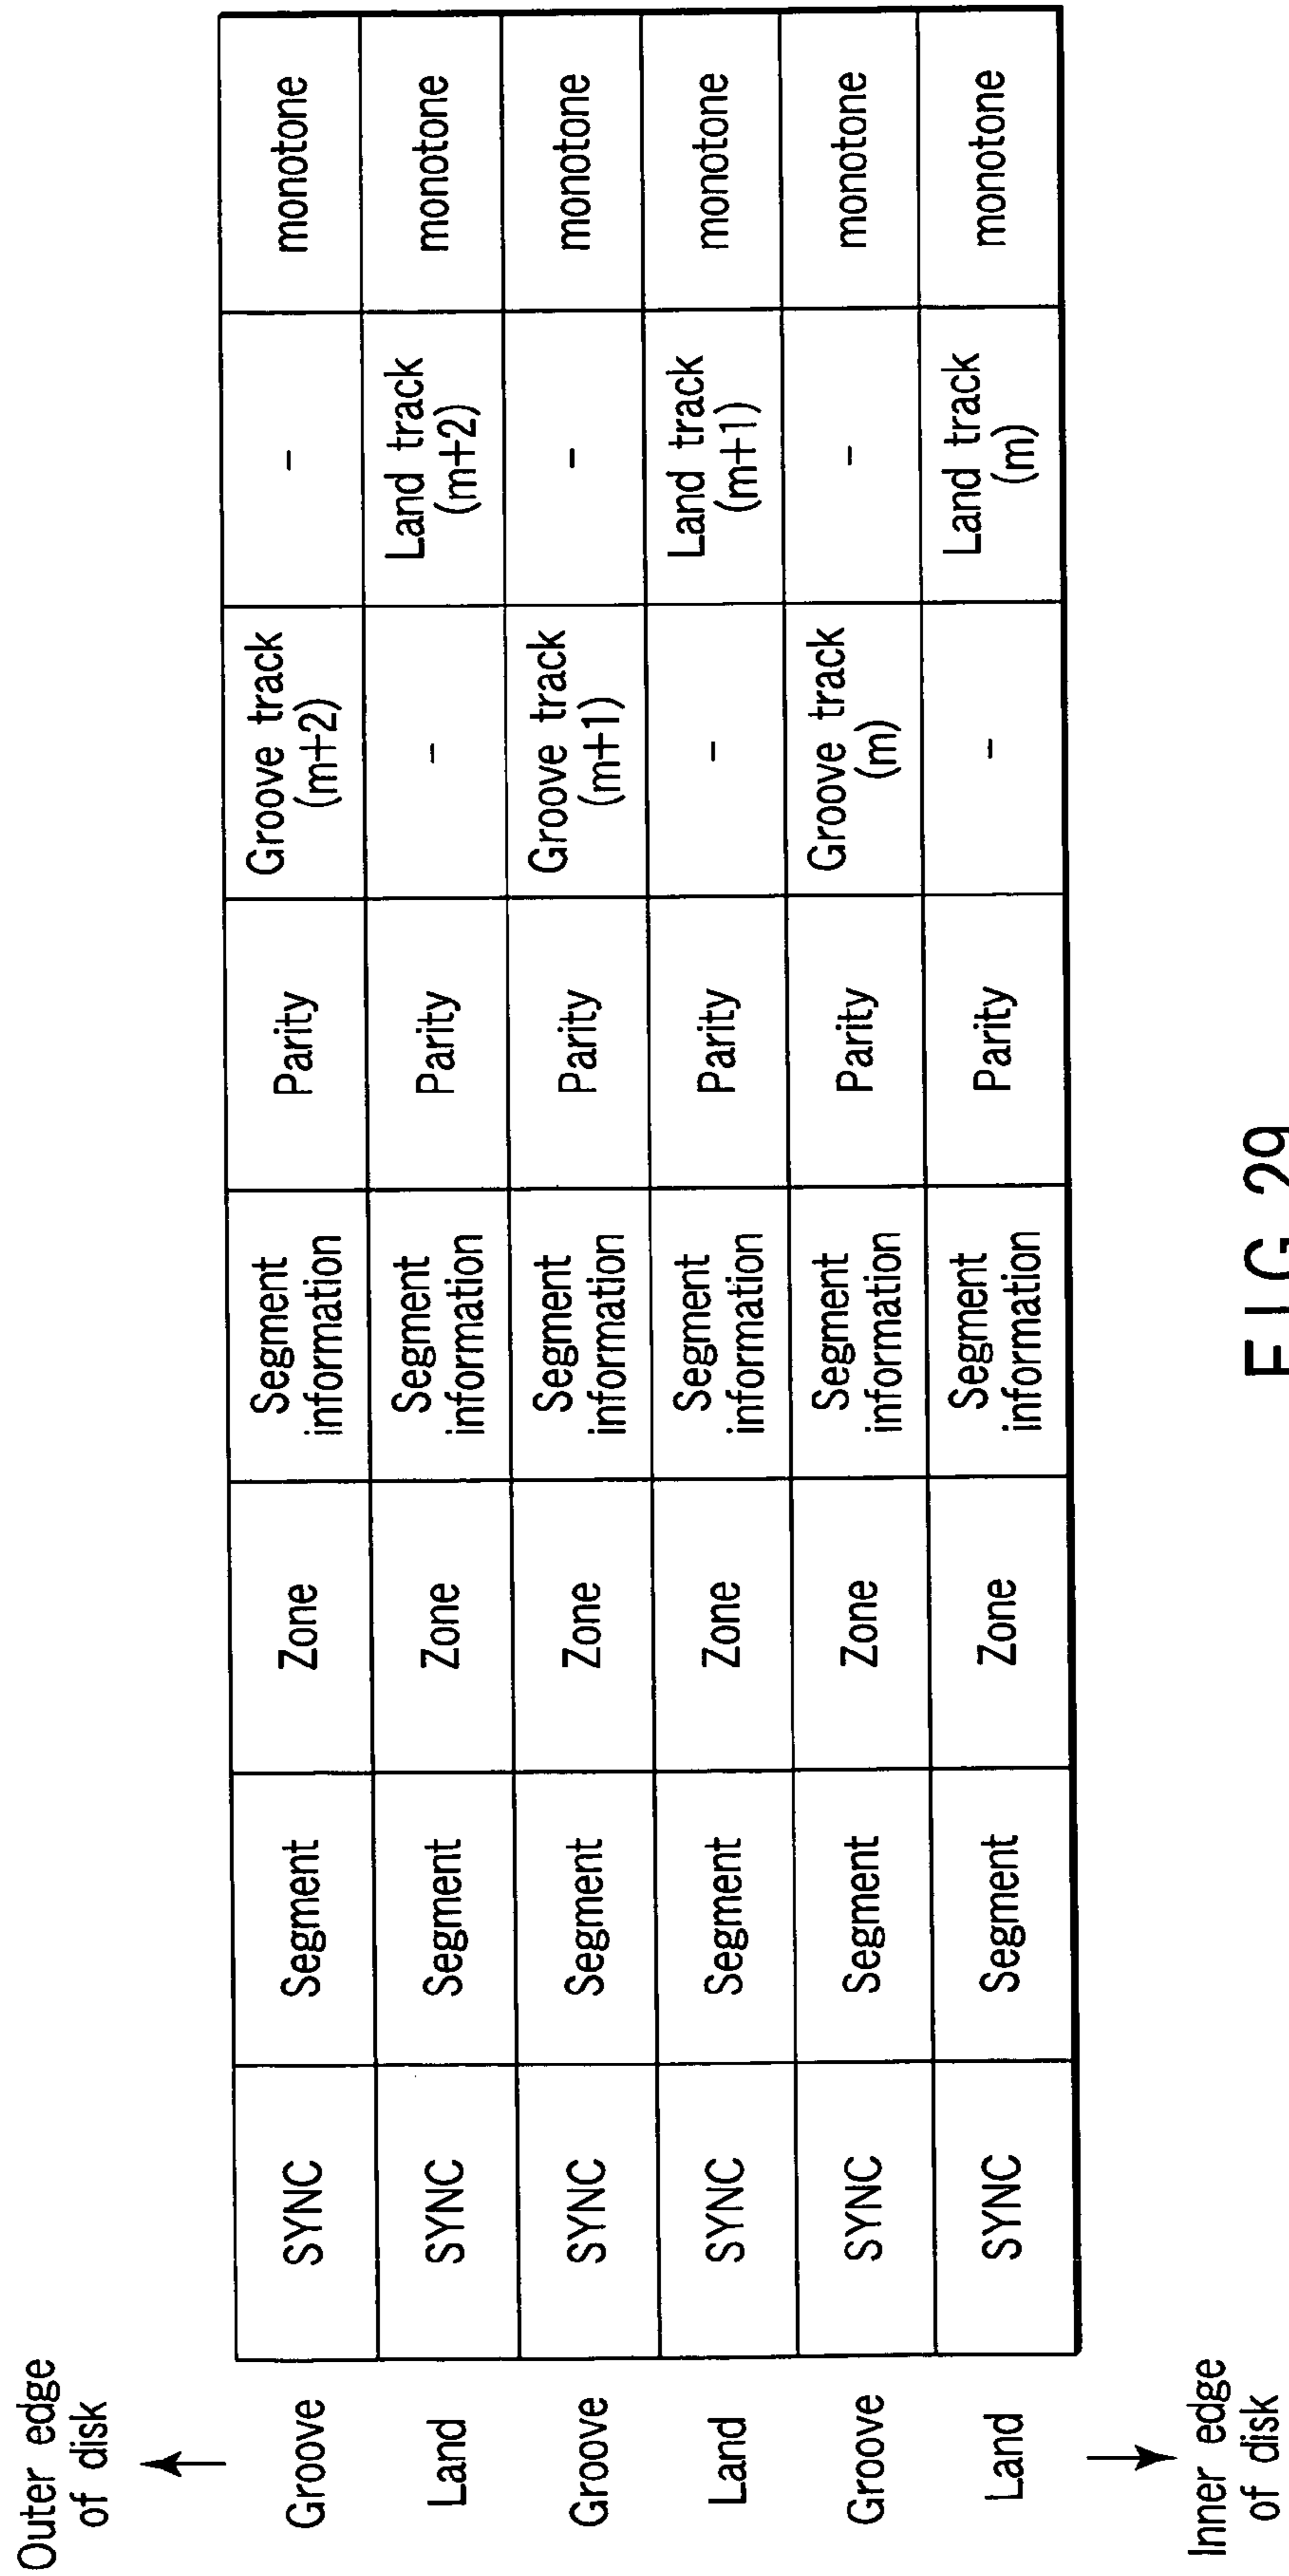 Outer edge
of disk
Groove SYNC Segment Zone Segment information Parity Groove track (m+2) - monotone
Land SYNC Segment Zone Segment information Parity - Land track (m+2) monotone
Groove SYNC Segment Zone Segment information Parity Groove track (m+1) - monotone
Land SYNC Segment Zone Segment information Parity - Land track (m+1) monotone
Groove SYNC Segment Zone Segment information Parity Groove track (m) - monotone
Land SYNC Segment Zone Segment information Parity - Land track (m) monotone
Inner edge
of disk
FIG 29